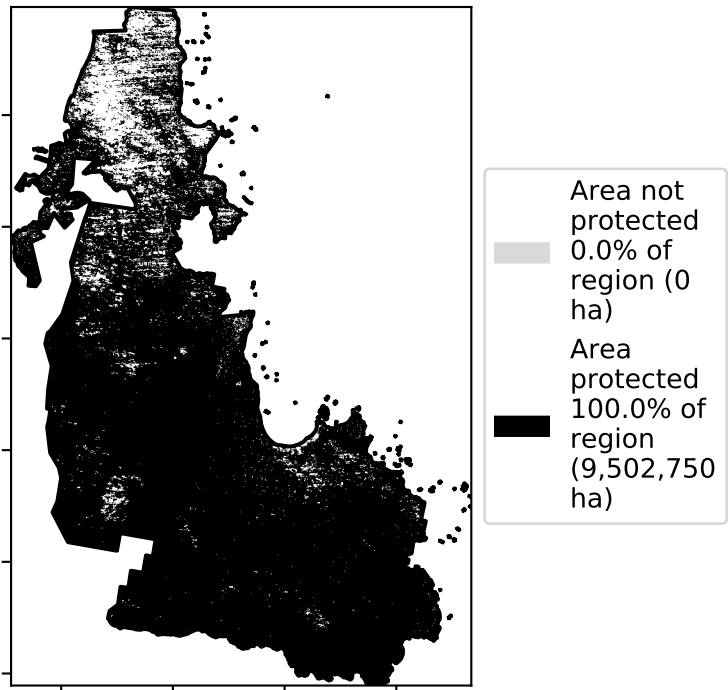 Area not
protected
0.0% of
region (0
ha)
Area
protected
100.0% of
region
(9,502,750
ha)